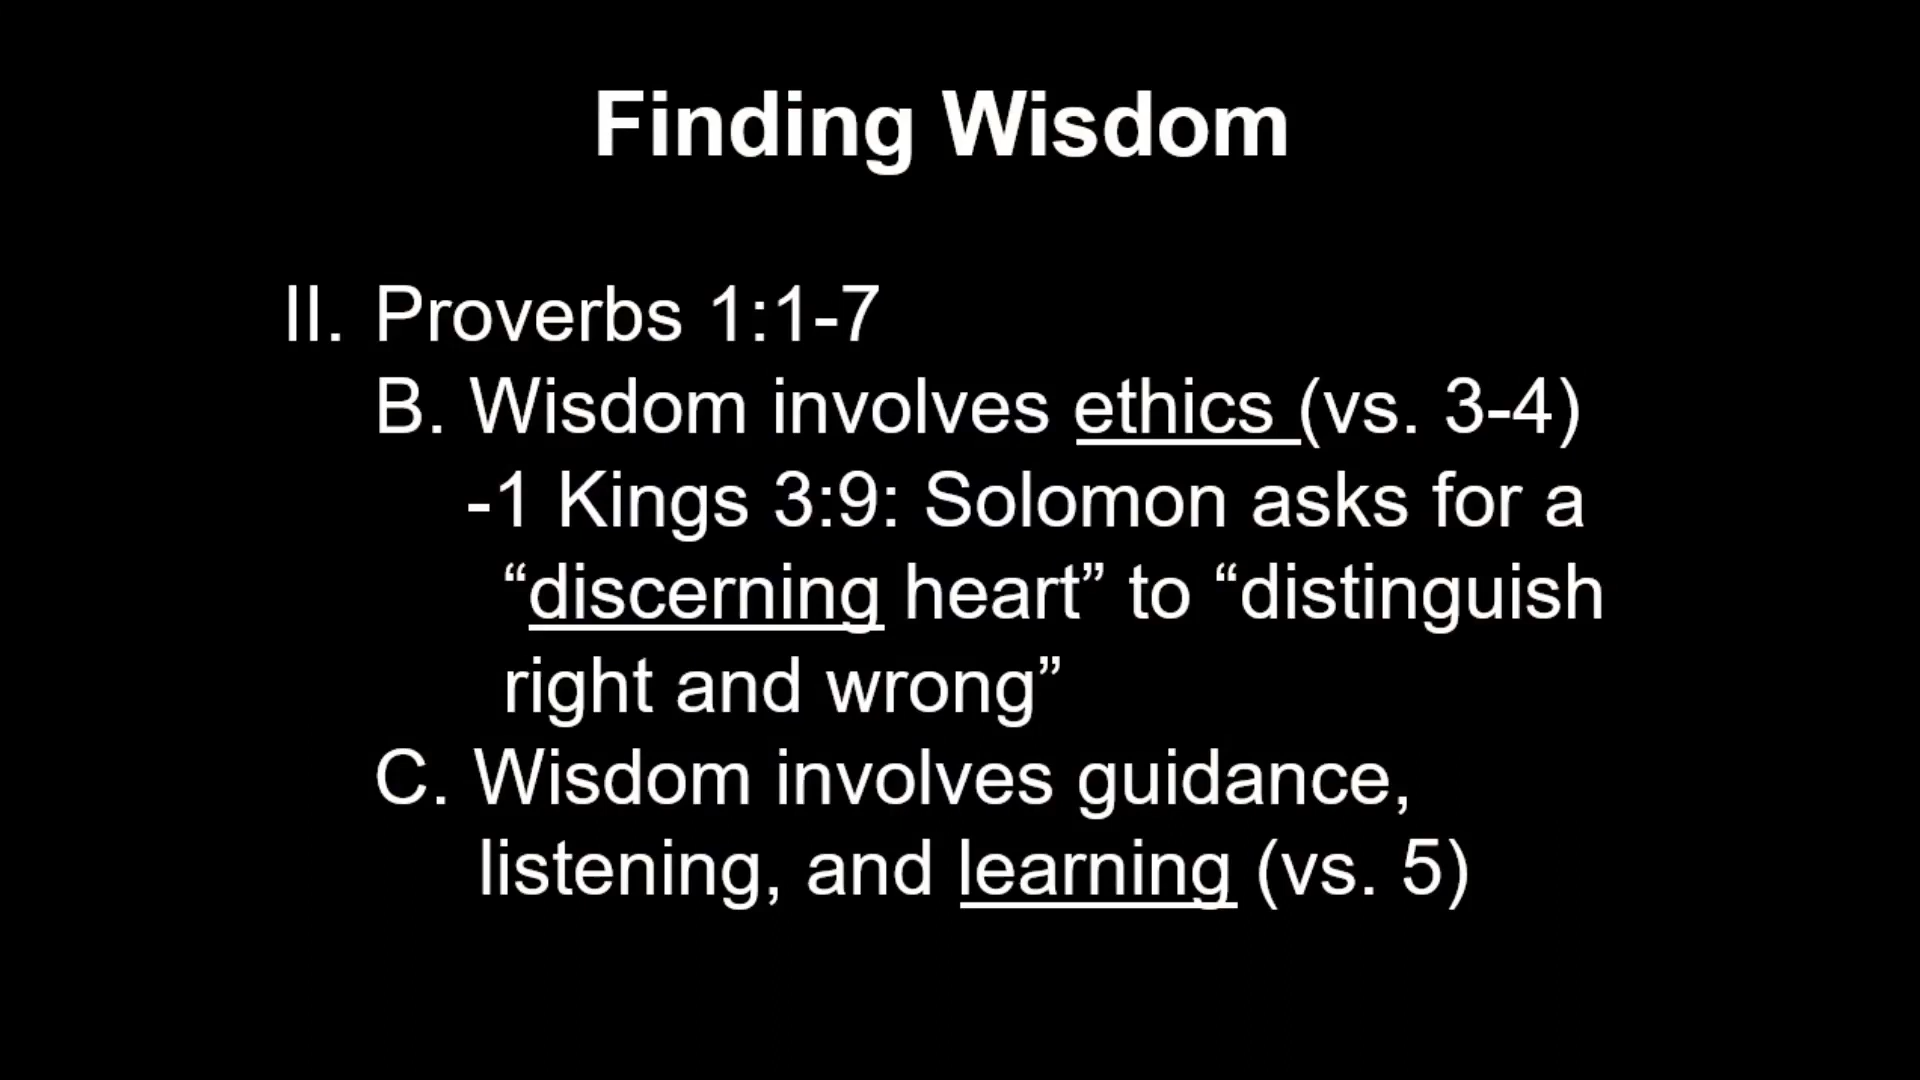 Finding Wisdom
II. Proverbs 1:1-7
B. Wisdom involves ethics (vs. 3-4)
-1 Kings 3:9: Solomon asks for a
“discerning heart” to “distinguish
right and wrong”
C. Wisdom involves guidance,
listening, and learning (vs. 5)